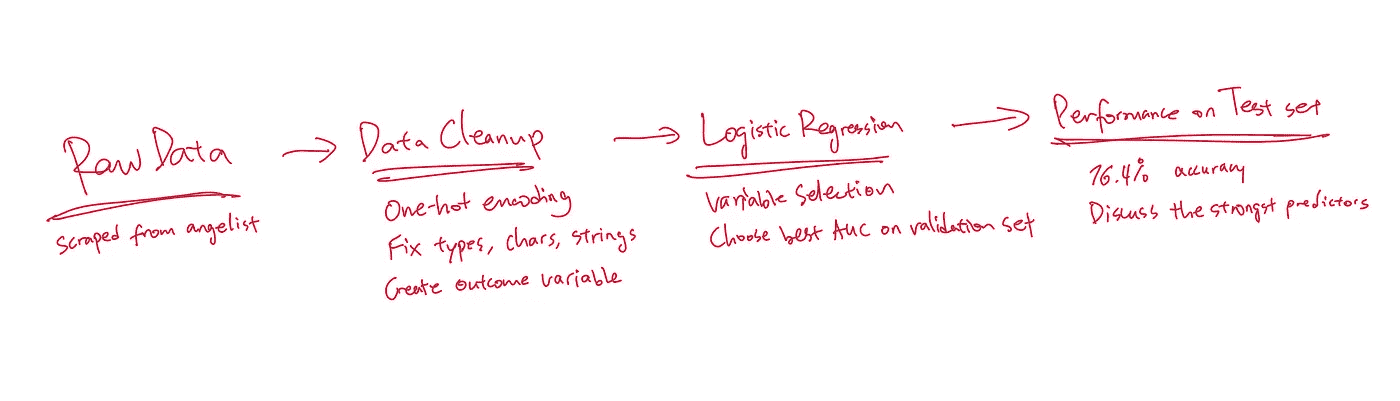 Raw Data
scraped from angelist
Data Cleanup
One-hot encoding
Fix types, chars, strings
Create outcome variable
Logistic Regression
Variable Selection
Choose best AUC on validation set
Performance on Test set
76.4% accuracy
Discuss the strongst predictors